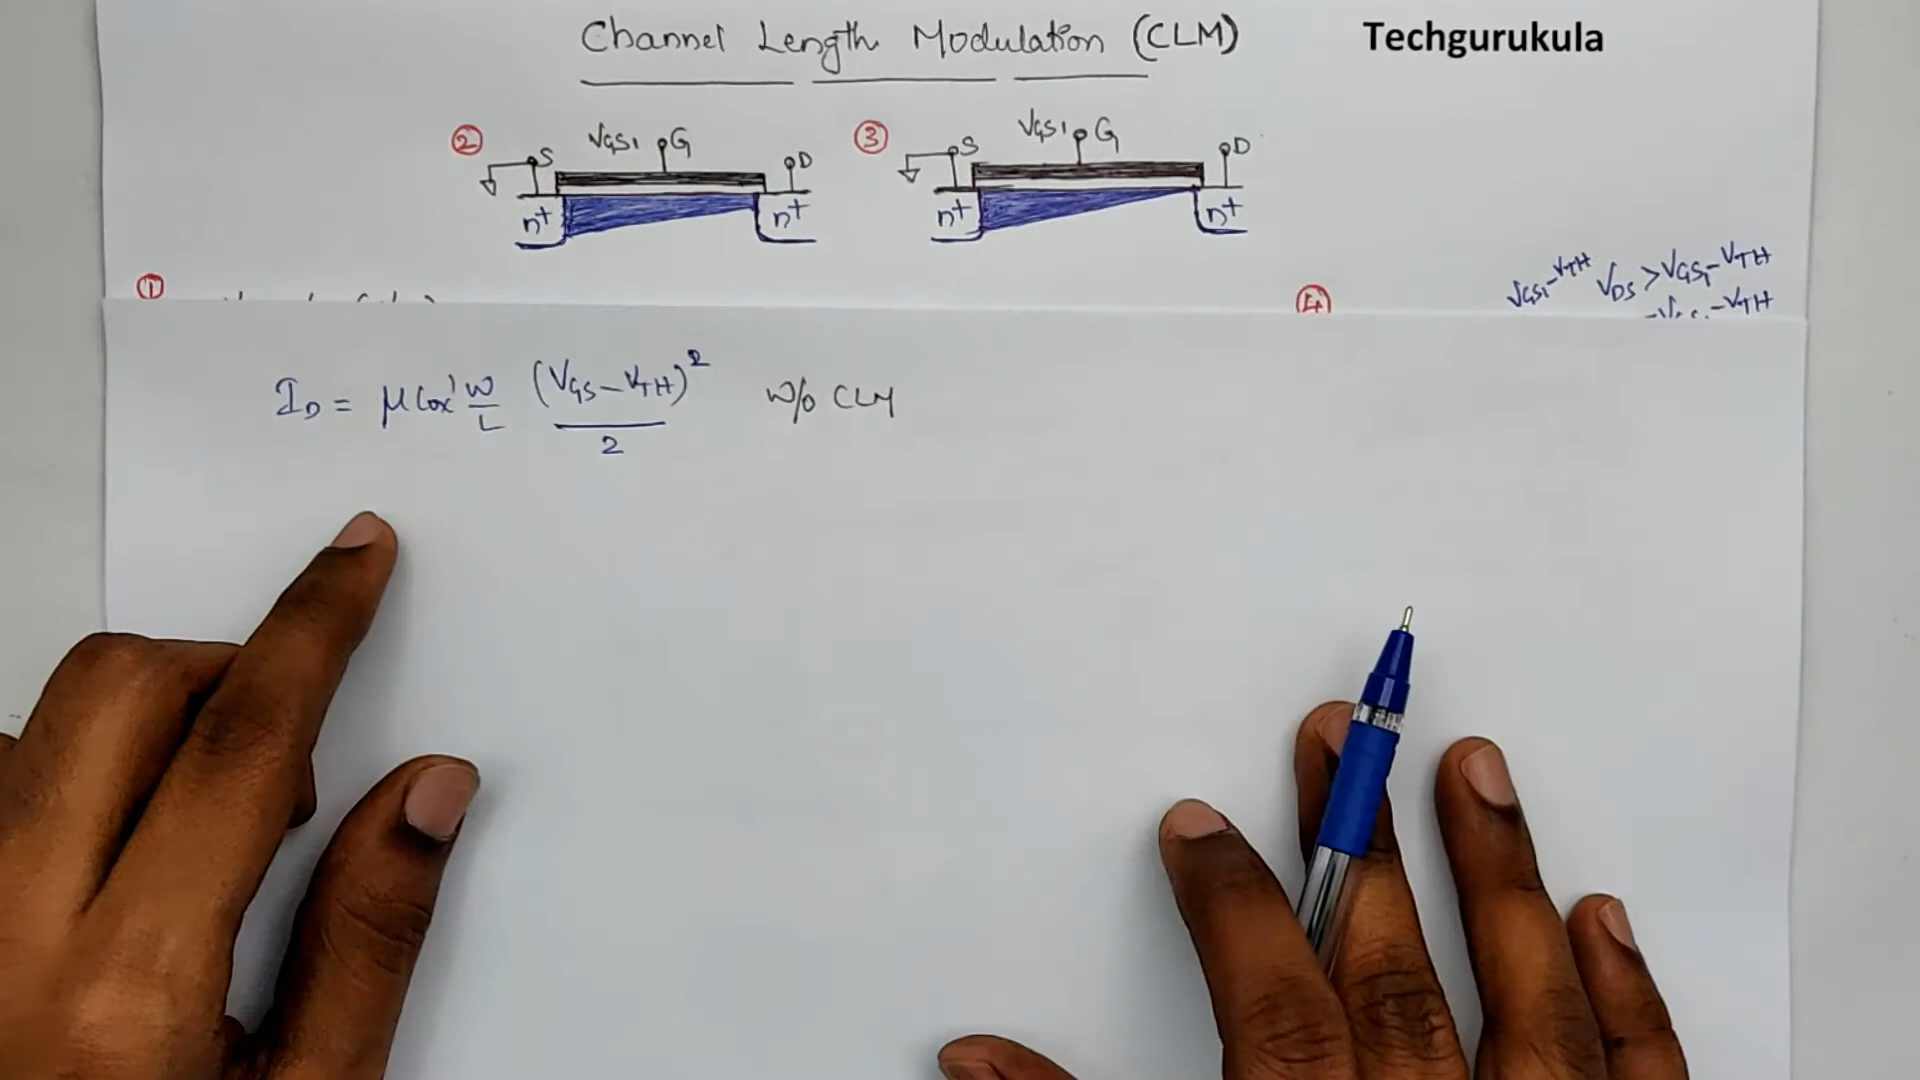 Channel Length Modulation (CLM)
Techgurukula
② VGS1 G
S D
n+ n+
③ VGS1 G
S D
n+ n+
①
④
VGS1-VTH VDS > VGS1-VTH
-VTH
ID = μCox' W/L (VGS-VTH)²/2 W/o CLM